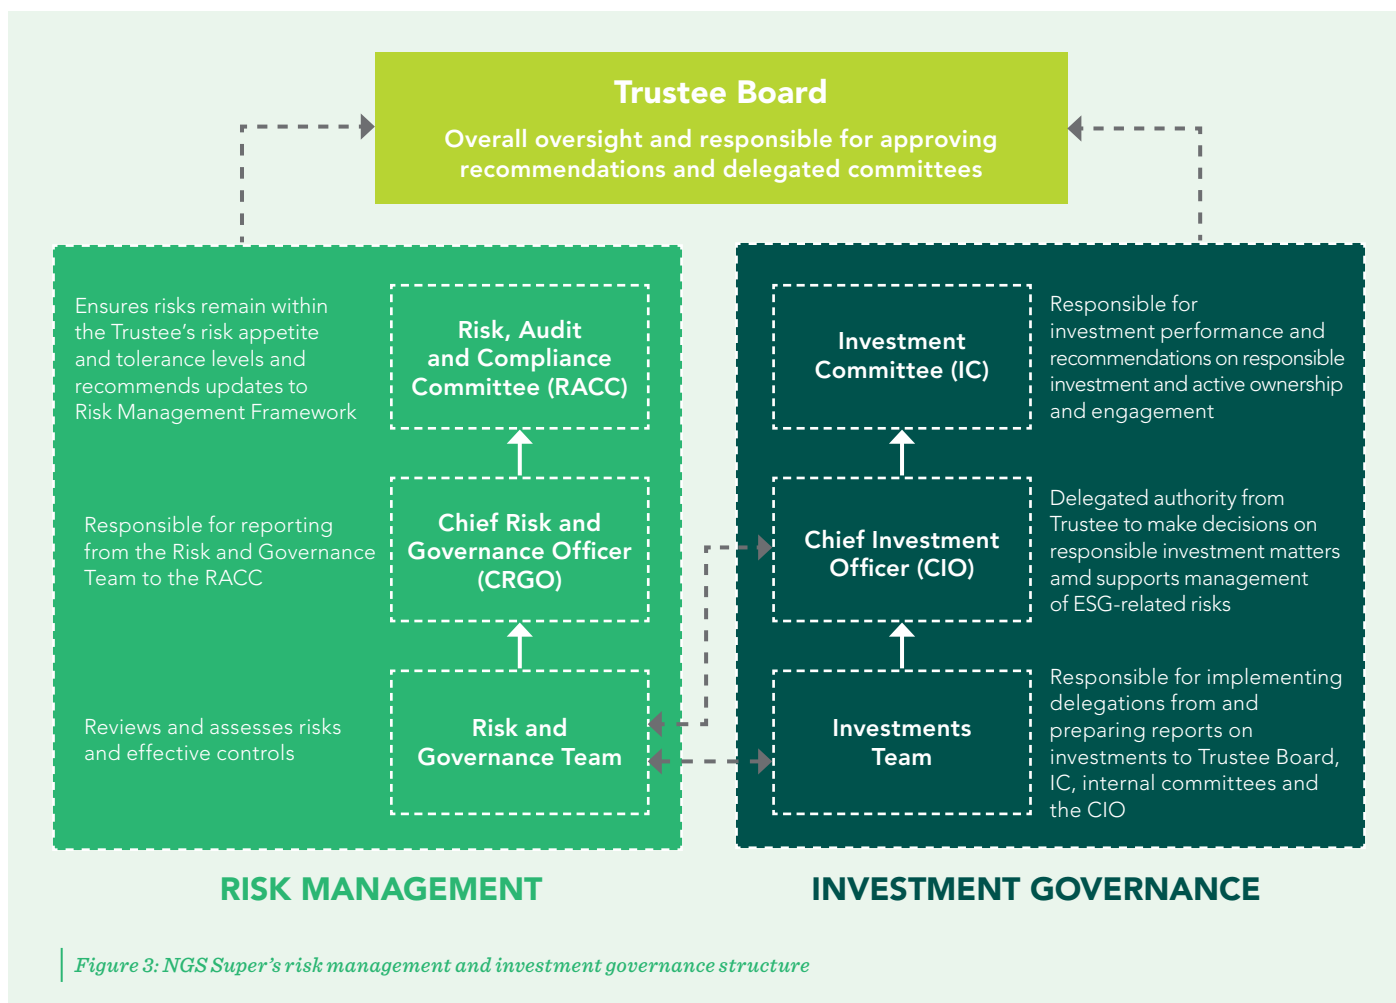 Trustee Board
Overall oversight and responsible for approving
recommendations and delegated committees
Ensures risks remain within
the Trustee’s risk appetite
and tolerance levels and
recommends updates to
Risk Management Framework
Risk, Audit
and Compliance
Committee (RACC)
Responsible for reporting
from the Risk and Governance
Team to the RACC
Chief Risk and
Governance Officer
(CRGO)
Reviews and assesses risks
and effective controls
Risk and
Governance Team
RISK MANAGEMENT
Investment
Committee (IC)
Responsible for
investment performance and
recommendations on responsible
investment and active ownership
and engagement
Chief Investment
Officer (CIO)
Delegated authority from
Trustee to make decisions on
responsible investment matters
amd supports management
of ESG-related risks
Investments
Team
Responsible for implementing
delegations from and
preparing reports on
investments to Trustee Board,
IC, internal committees and
the CIO
INVESTMENT GOVERNANCE
Figure 3: NGS Super’s risk management and investment governance structure